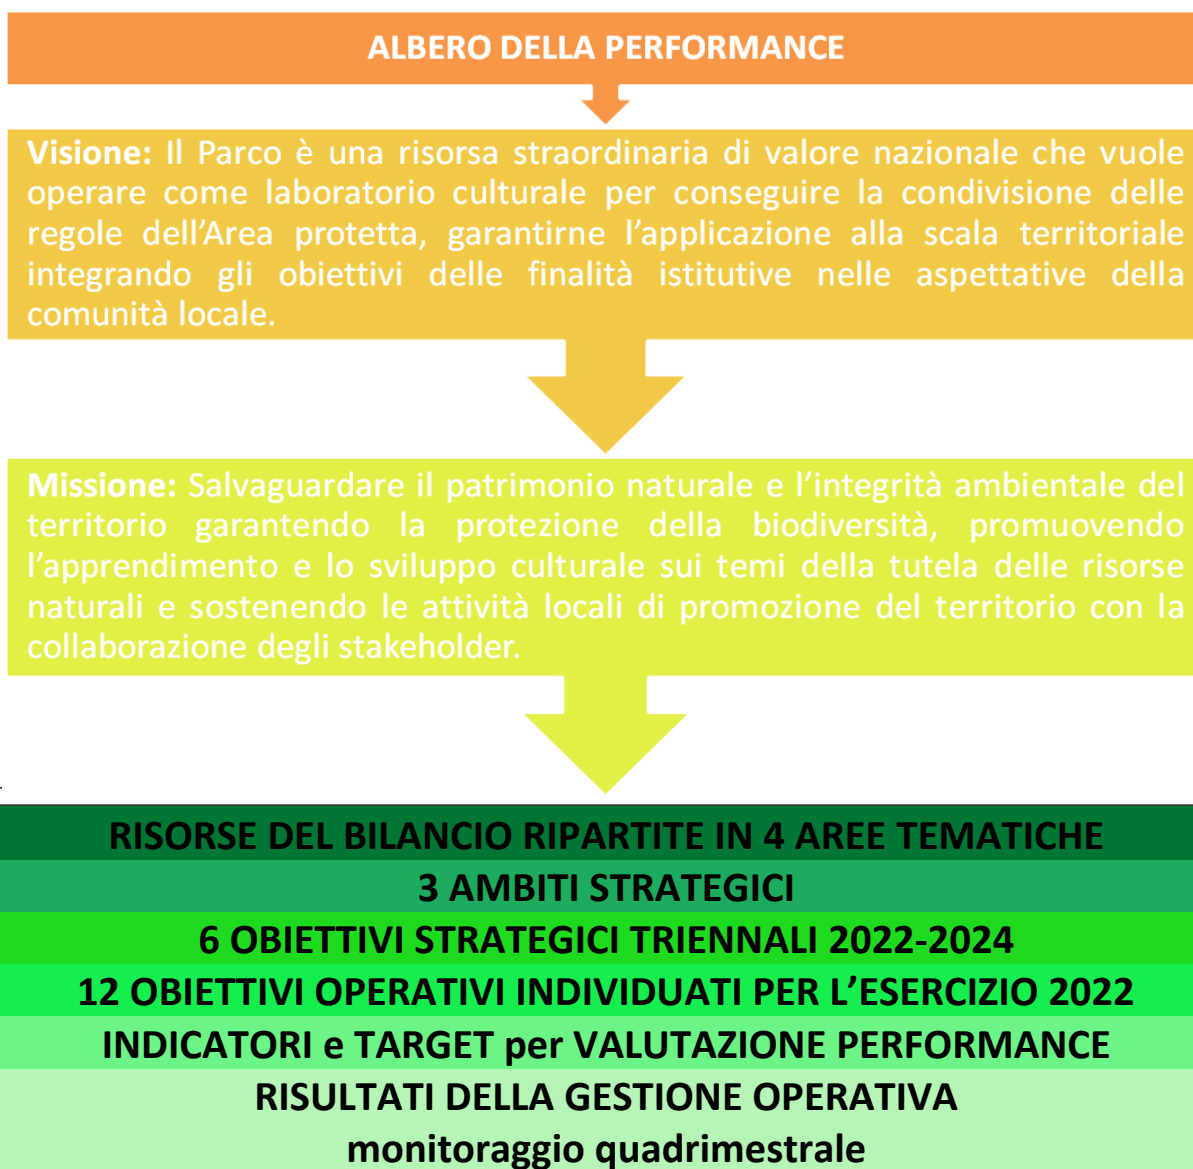 ALBERO DELLA PERFORMANCE
Visione: Il Parco è una risorsa straordinaria di valore nazionale che vuole
operare come laboratorio culturale per conseguire la condivisione delle
regole dell’Area protetta, garantirne l’applicazione alla scala territoriale
integrando gli obiettivi delle finalità istitutive nelle aspettative della
comunità locale.
Missione: Salvaguardare il patrimonio naturale e l’integrità ambientale del
territorio garantendo la protezione della biodiversità, promuovendo
l’apprendimento e lo sviluppo culturale sui temi della tutela delle risorse
naturali e sostenendo le attività locali di promozione del territorio con la
collaborazione degli stakeholder.
RISORSE DEL BILANCIO RIPARTITE IN 4 AREE TEMATICHE
3 AMBITI STRATEGICI
6 OBIETTIVI STRATEGICI TRIENNALI 2022-2024
12 OBIETTIVI OPERATIVI INDIVIDUATI PER L’ESERCIZIO 2022
INDICATORI e TARGET per VALUTAZIONE PERFORMANCE
RISULTATI DELLA GESTIONE OPERATIVA
monitoraggio quadrimestrale